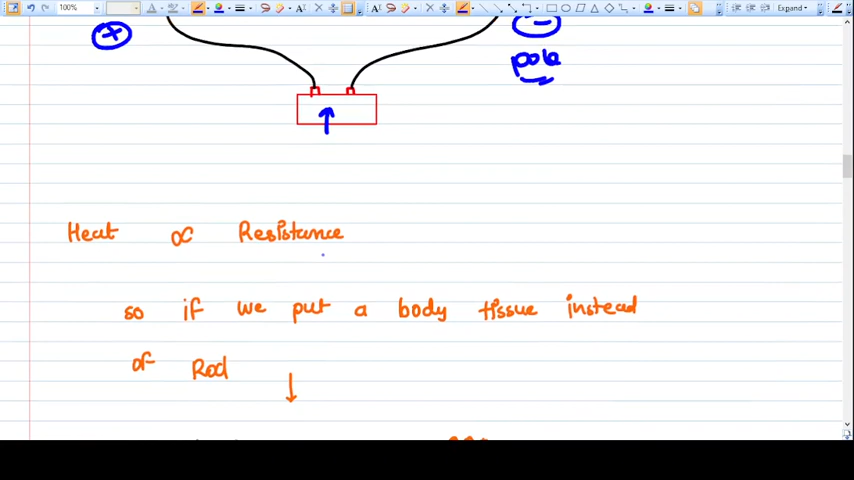 100%
A
T
A
T
Expand
+
−
pole
Heat ∝ Resistance
so if we put a body tissue instead
of Rod
↓